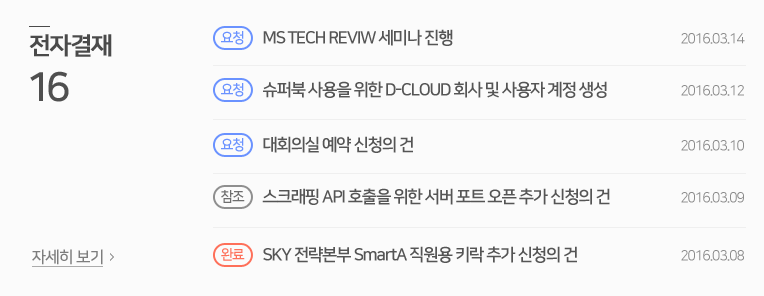 전자결재
16
자세히 보기 >
요청 MS TECH REVIW 세미나 진행 2016.03.14
요청 슈퍼북 사용을 위한 D-CLOUD 회사 및 사용자 계정 생성 2016.03.12
요청 대회의실 예약 신청의 건 2016.03.10
참조 스크래핑 API 호출을 위한 서버 포트 오픈 추가 신청의 건 2016.03.09
완료 SKY 전략본부 SmartA 직원용 키락 추가 신청의 건 2016.03.08